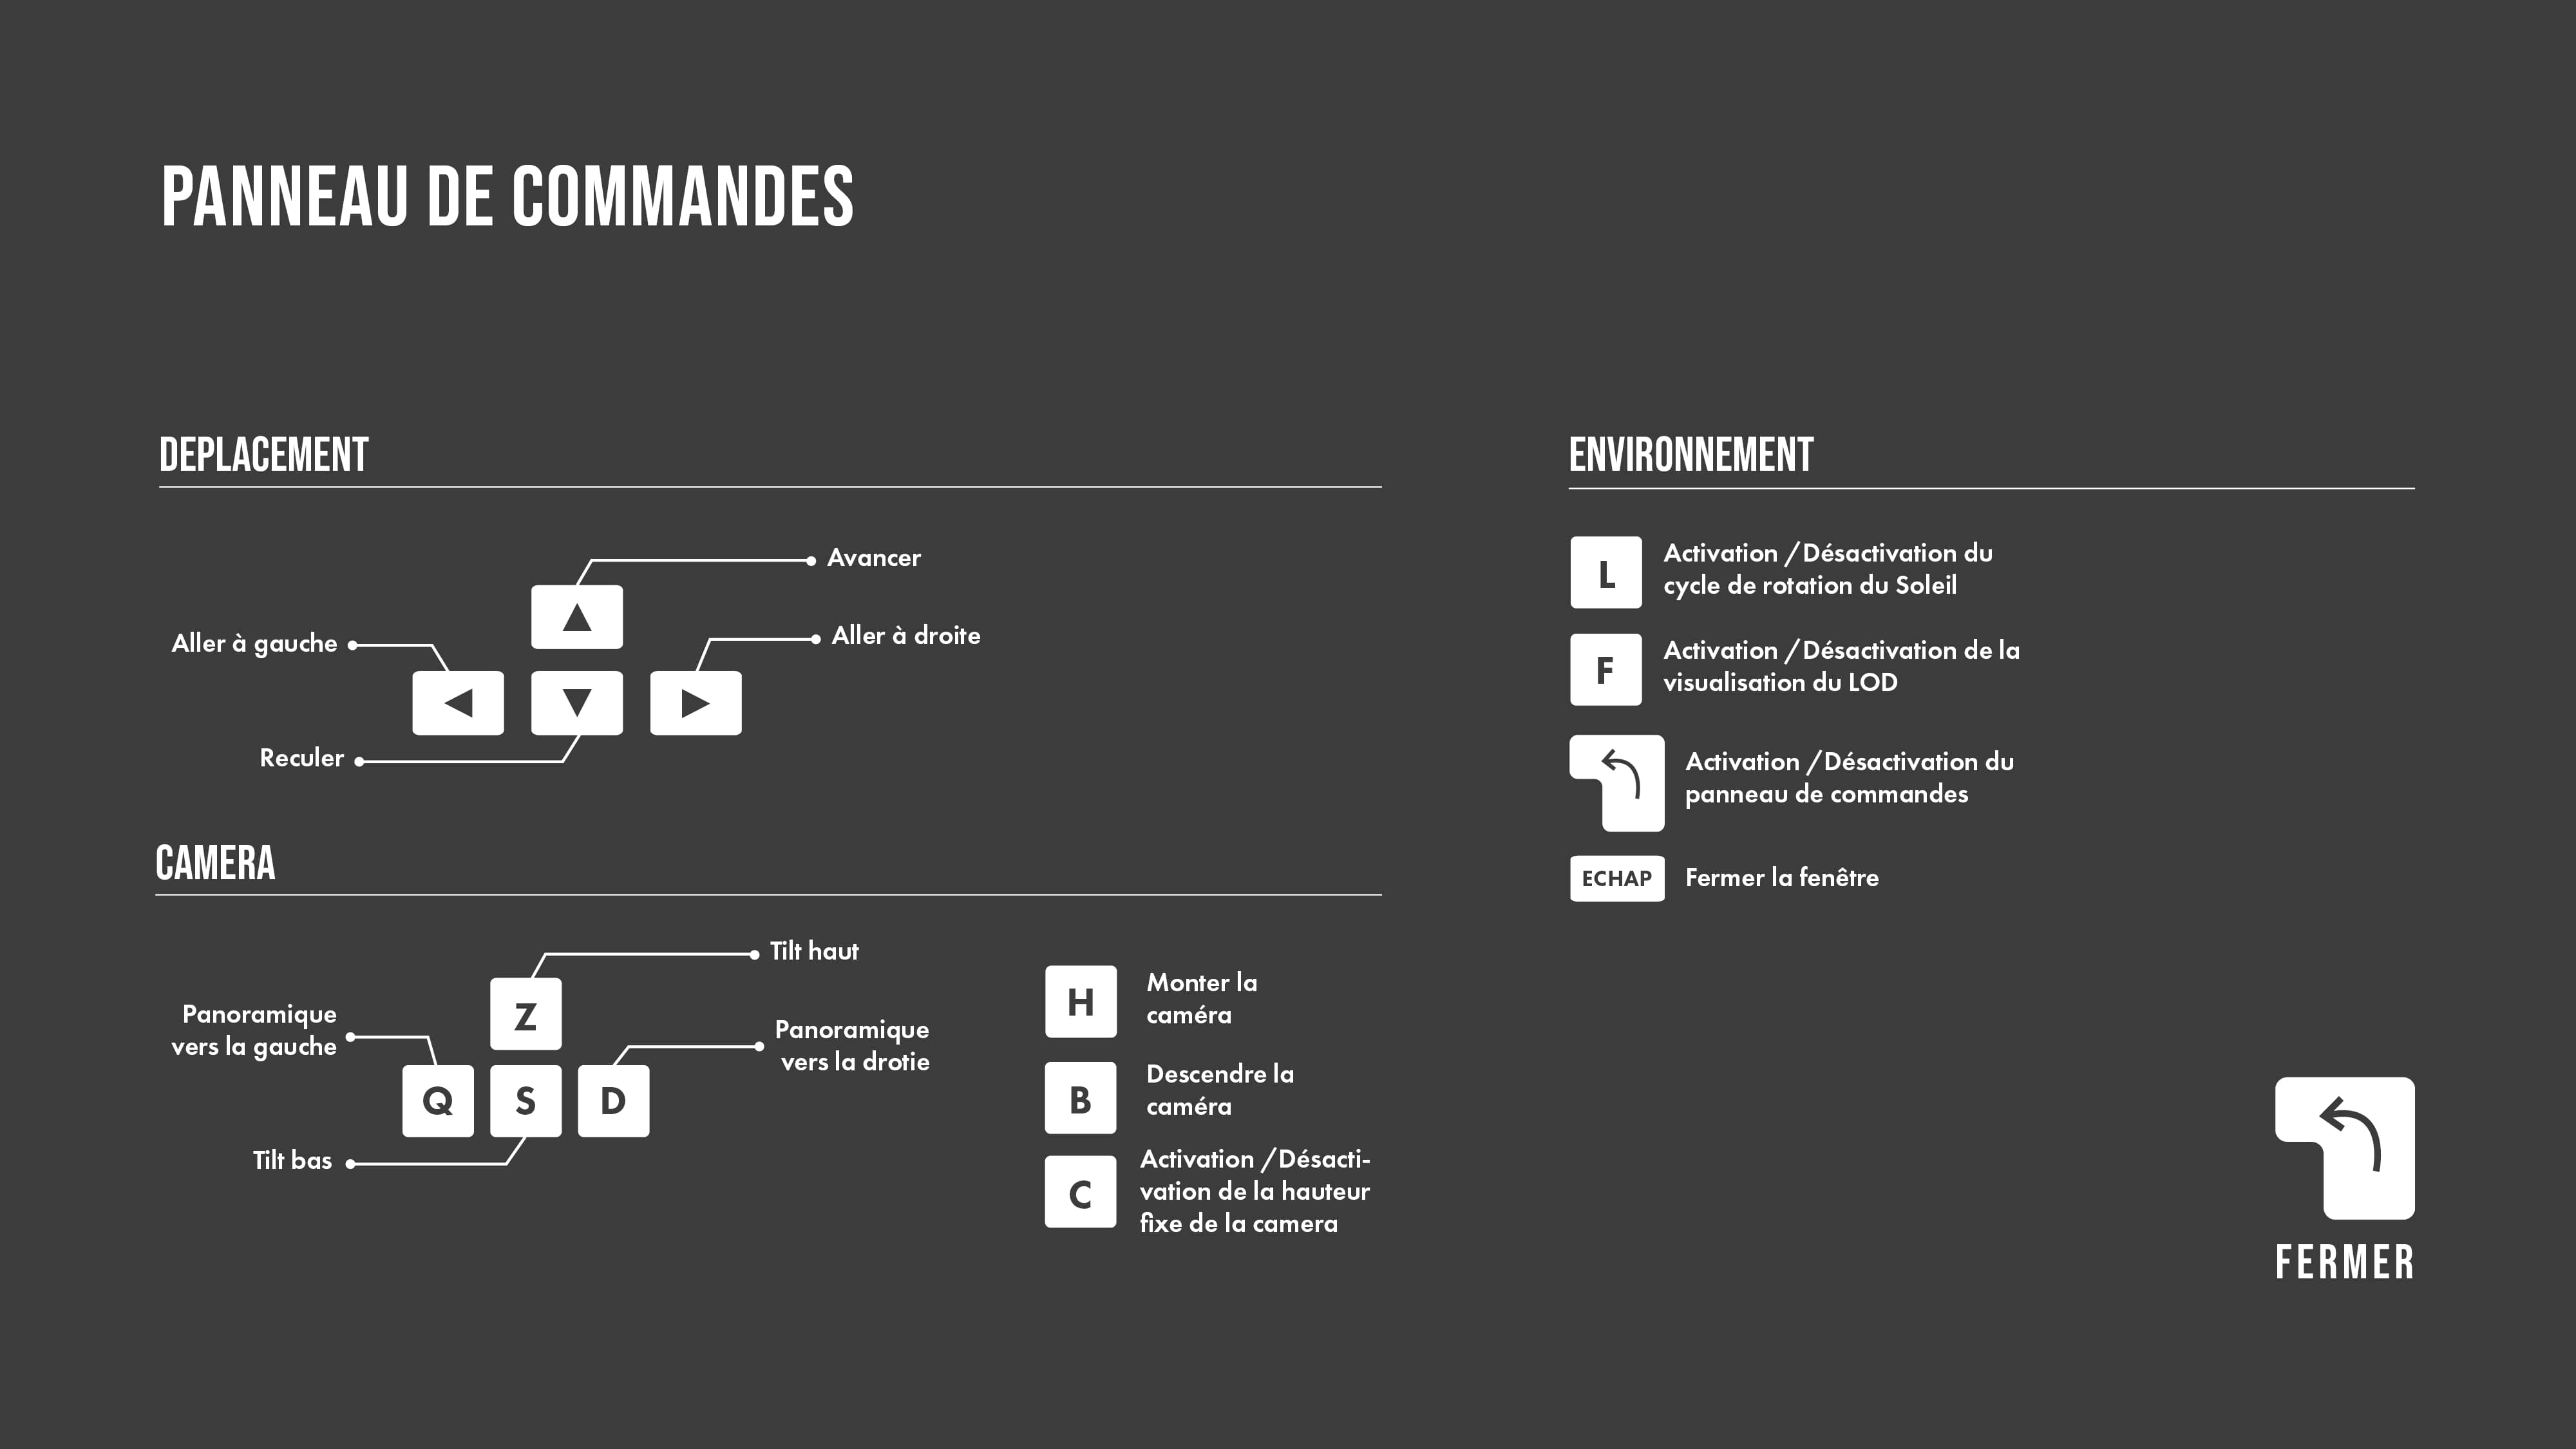 PANNEAU DE COMMANDES
DEPLACEMENT
Avancer
Aller à gauche
Aller à droite
Reculer
CAMERA
Tilt haut
Panoramique
vers la gauche
Z
Panoramique
vers la drotie
Q S D
Tilt bas
H
Monter la
caméra
B
Descendre la
caméra
C
Activation /Désacti-
vation de la hauteur
fixe de la camera
ENVIRONNEMENT
L
Activation /Désactivation du
cycle de rotation du Soleil
F
Activation /Désactivation de la
visualisation du LOD
Activation /Désactivation du
panneau de commandes
ECHAP Fermer la fenêtre
FERMER